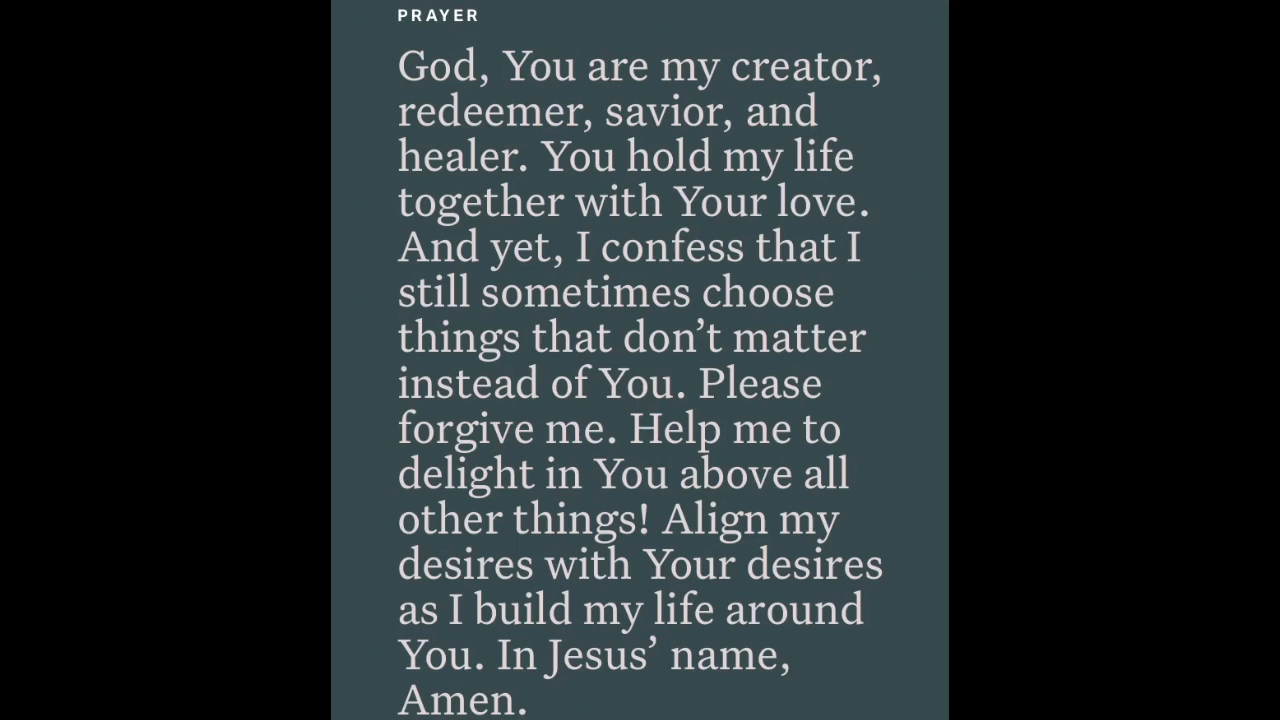 PRAYER
God, You are my creator,
redeemer, savior, and
healer. You hold my life
together with Your love.
And yet, I confess that I
still sometimes choose
things that don’t matter
instead of You. Please
forgive me. Help me to
delight in You above all
other things! Align my
desires with Your desires
as I build my life around
You. In Jesus’ name,
Amen.